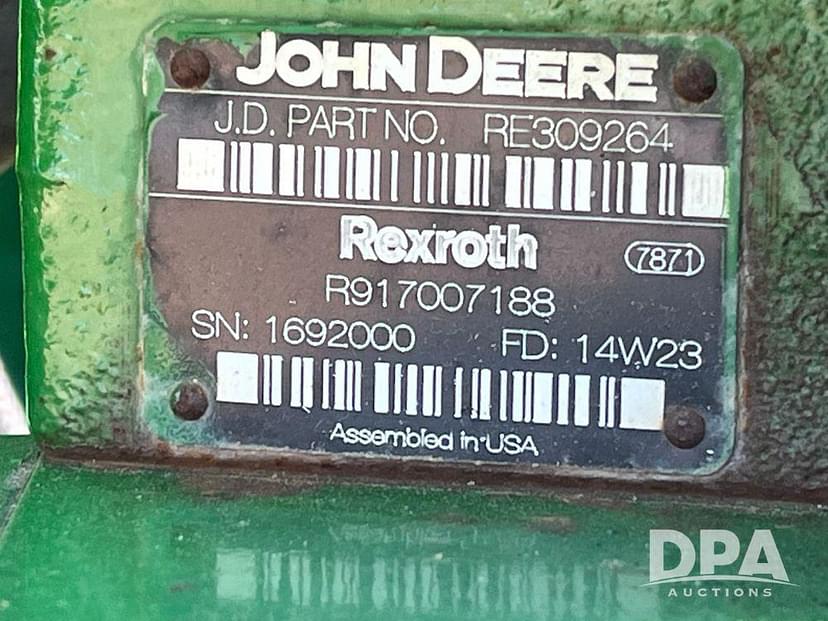 JOHN DEERE
J.D. PART NO. RE309264
Rexroth
7871
R917007188
SN: 1692000 FD: 14W23
Assembled in USA
DPA
AUCTIONS